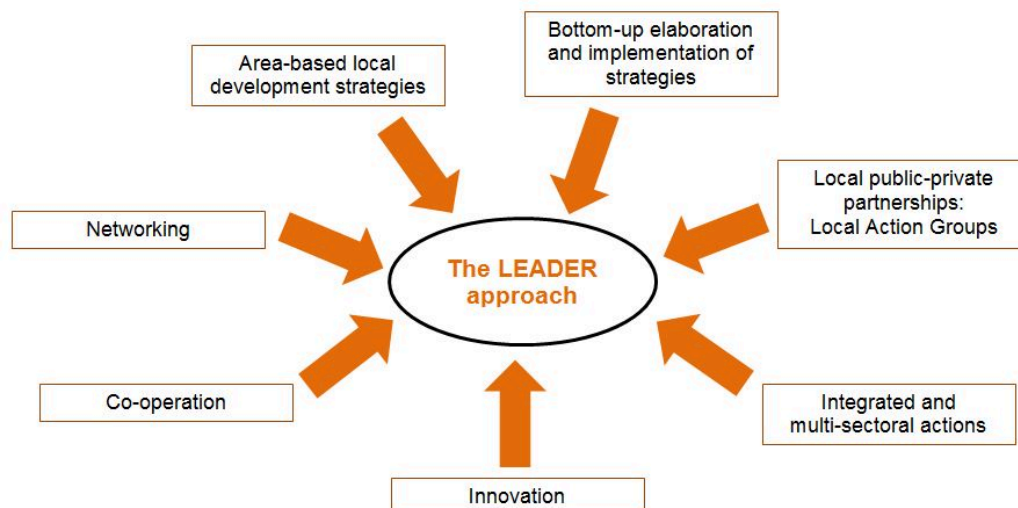 Bottom-up elaboration
and implementation of
strategies
Area-based local
development strategies
Local public-private
partnerships:
Local Action Groups
Networking
The LEADER
approach
Co-operation
Integrated and
multi-sectoral actions
Innovation